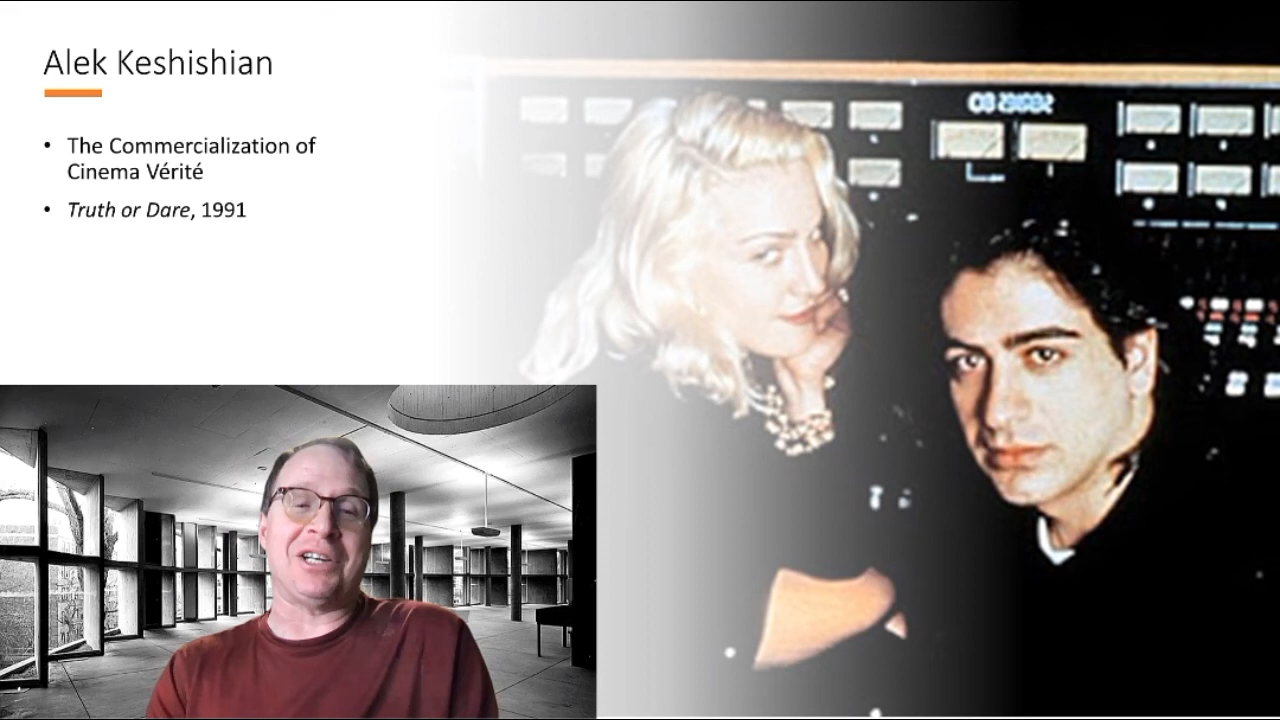 Alek Keshishian
• The Commercialization of
Cinema Vérité
• Truth or Dare, 1991